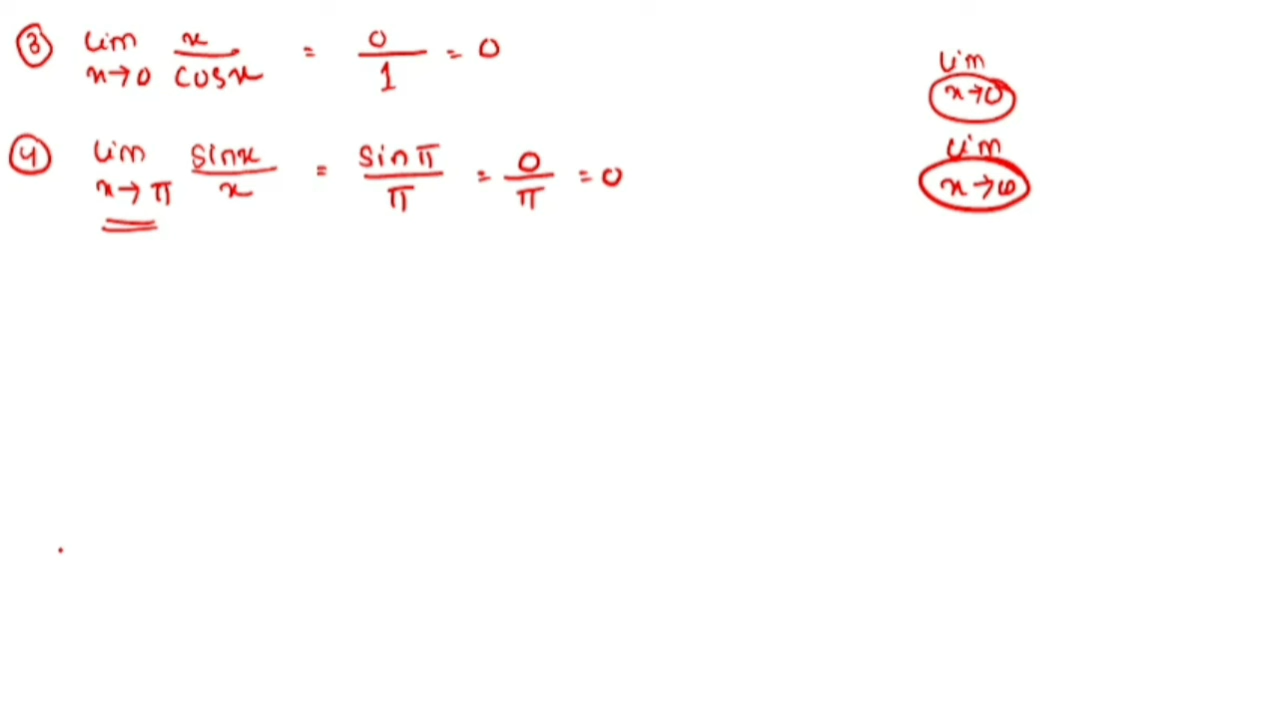 ③ lim x→0 x/cosx = 0/1 = 0
④ lim x→π sinx/x = sinπ/π = 0/π = 0
lim x→0
lim x→∞